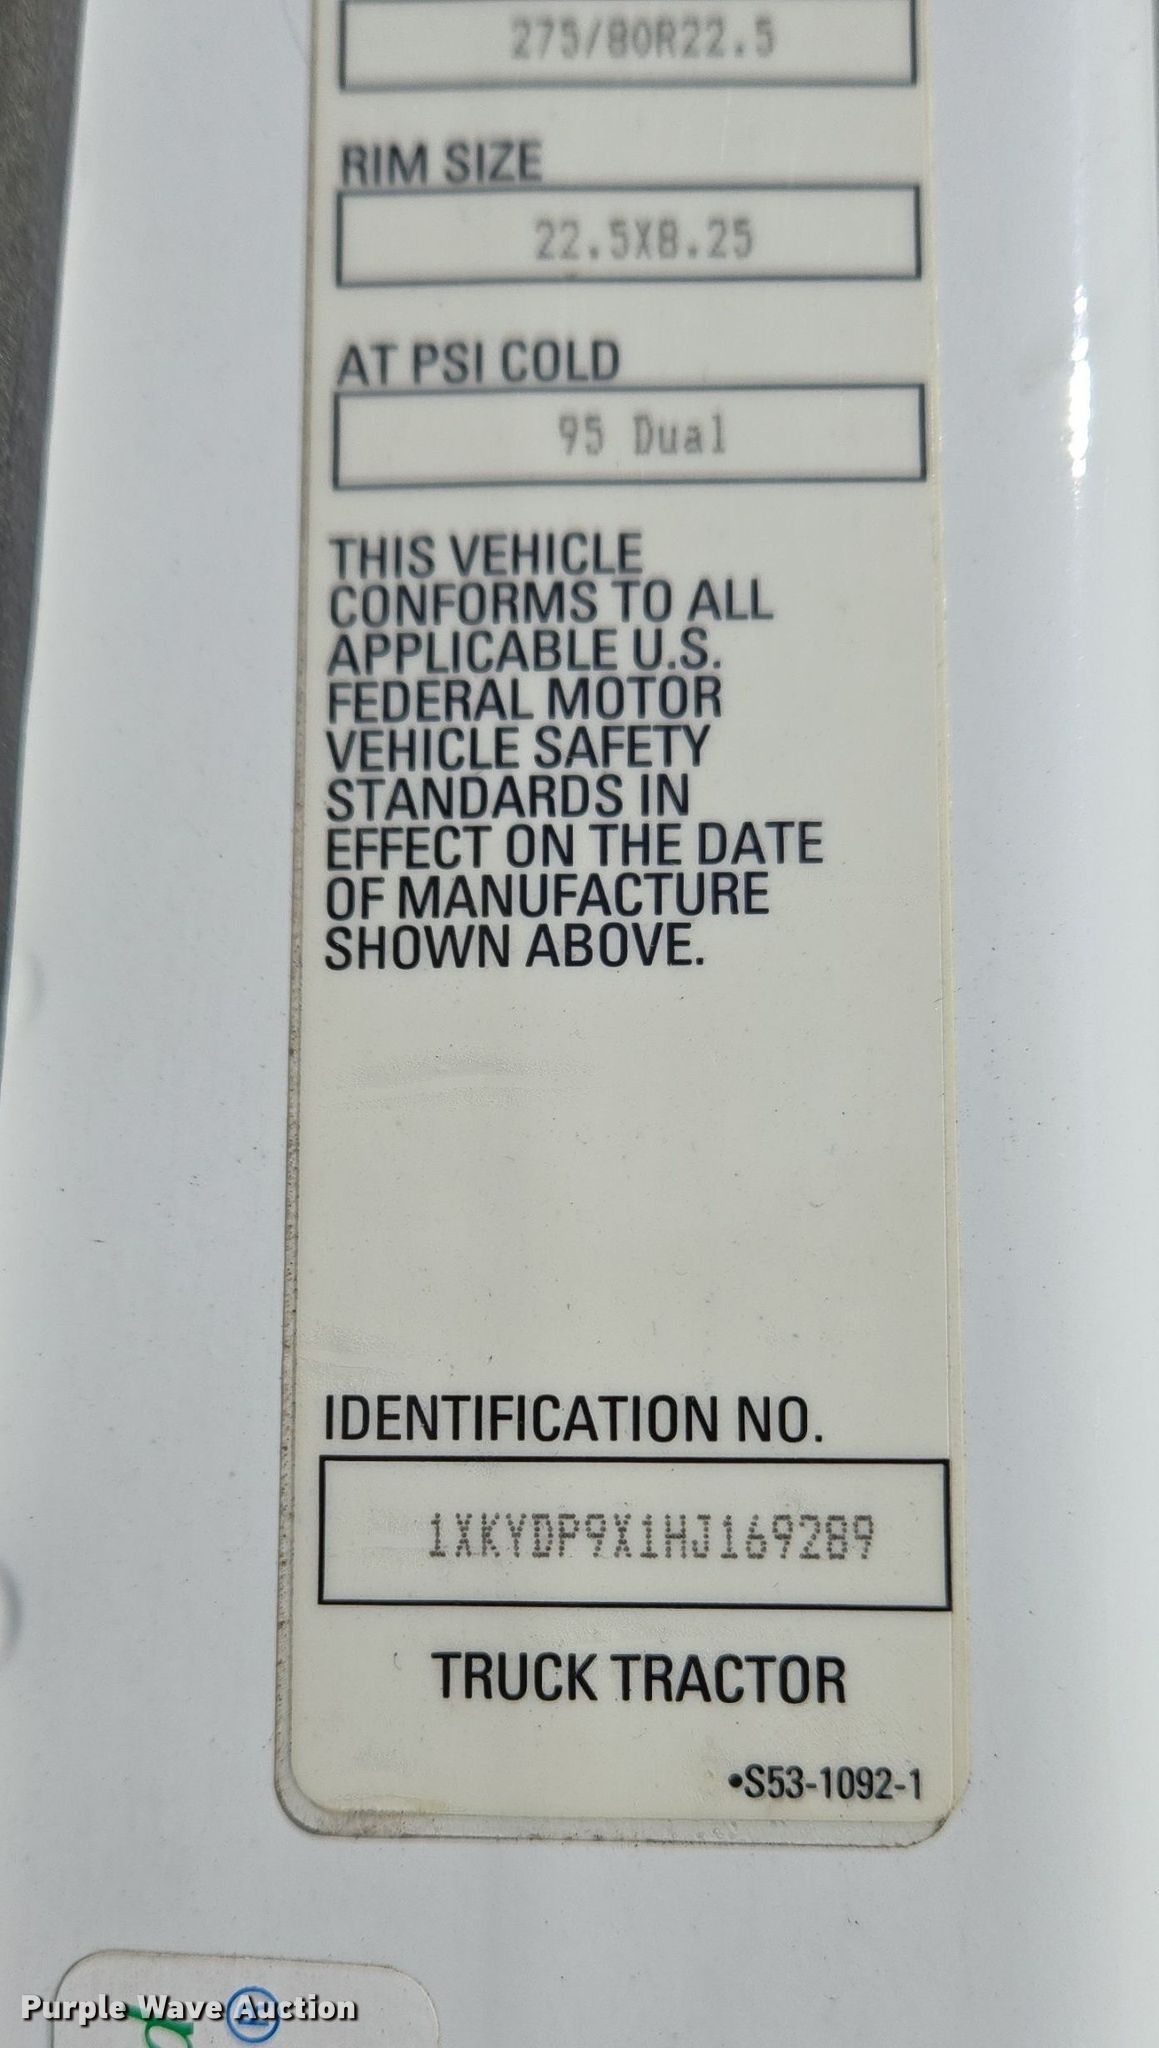 275/80R22.5
RIM SIZE
22.5X8.25
AT PSI COLD
95 Dual
THIS VEHICLE
CONFORMS TO ALL
APPLICABLE U.S.
FEDERAL MOTOR
VEHICLE SAFETY
STANDARDS IN
EFFECT ON THE DATE
OF MANUFACTURE
SHOWN ABOVE.
IDENTIFICATION NO.
1XKYDP9X1HJ169289
TRUCK TRACTOR
•S53-1092-1
Purple Wave Auction